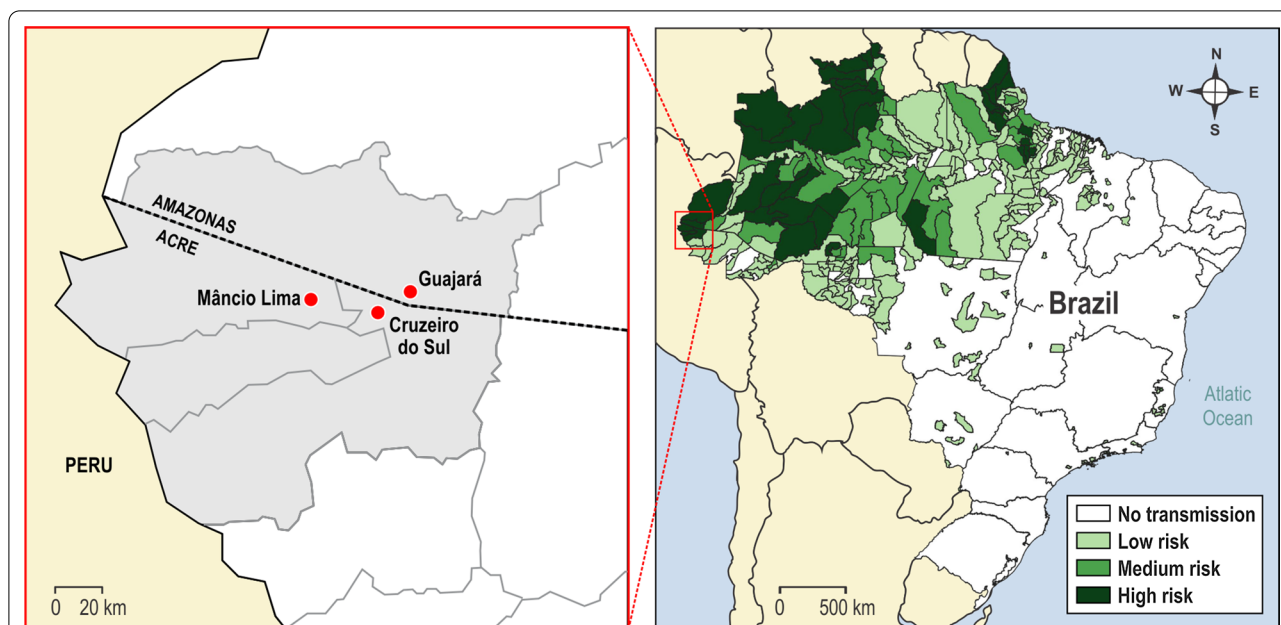 AMAZONAS
ACRE
Guajará
Mâncio Lima
Cruzeiro
do Sul
PERU
0 20 km
N
W E
S
Brazil
Atlatic
Ocean
No transmission
Low risk
Medium risk
High risk
0 500 km